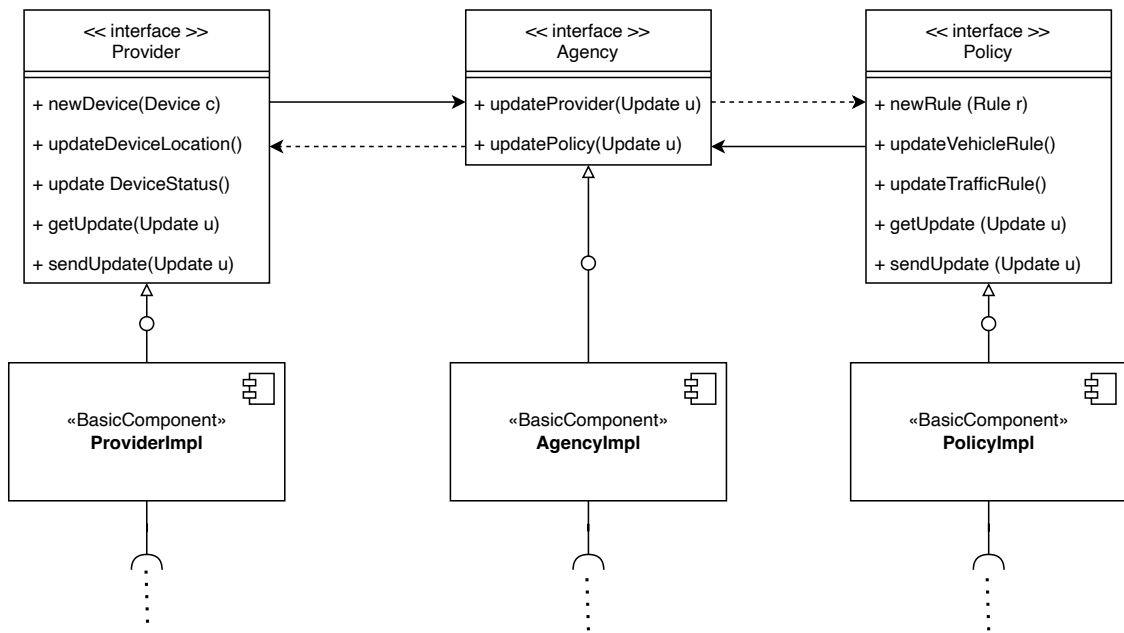 << interface >>
Provider
+ newDevice(Device c)
+ updateDeviceLocation()
+ update DeviceStatus()
+ getUpdate(Update u)
+ sendUpdate(Update u)
<< interface >>
Agency
+ updateProvider(Update u)
+ updatePolicy(Update u)
<< interface >>
Policy
+ newRule (Rule r)
+ updateVehicleRule()
+ updateTrafficRule()
+ getUpdate (Update u)
+ sendUpdate (Update u)
«BasicComponent»
ProviderImpl
«BasicComponent»
AgencyImpl
«BasicComponent»
PolicyImpl